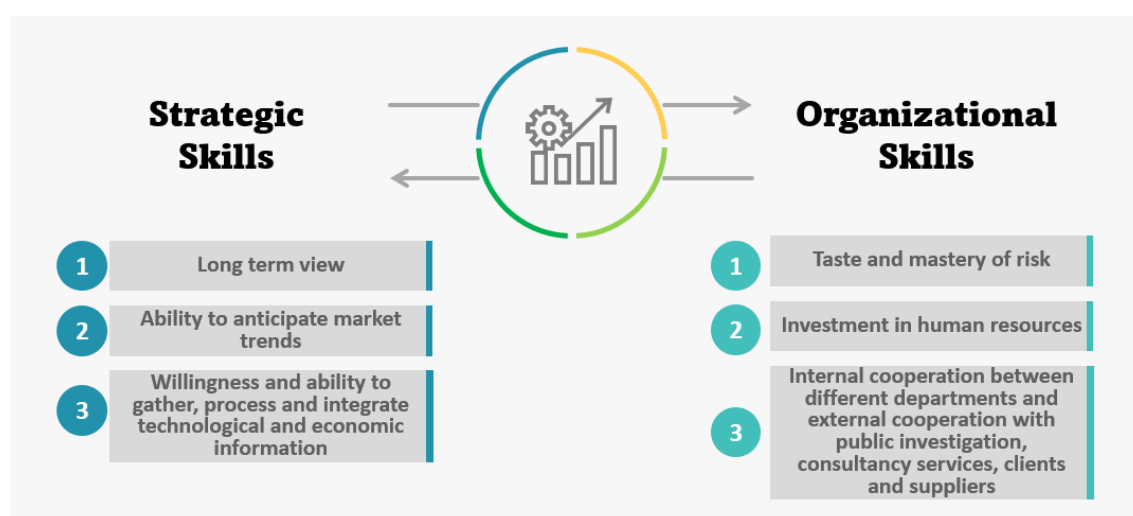 Strategic
Skills
1
Long term view
2
Ability to anticipate market
trends
3
Willingness and ability to
gather, process and integrate
technological and economic
information
Organizational
Skills
1
Taste and mastery of risk
2
Investment in human resources
3
Internal cooperation between
different departments and
external cooperation with
public investigation,
consultancy services, clients
and suppliers